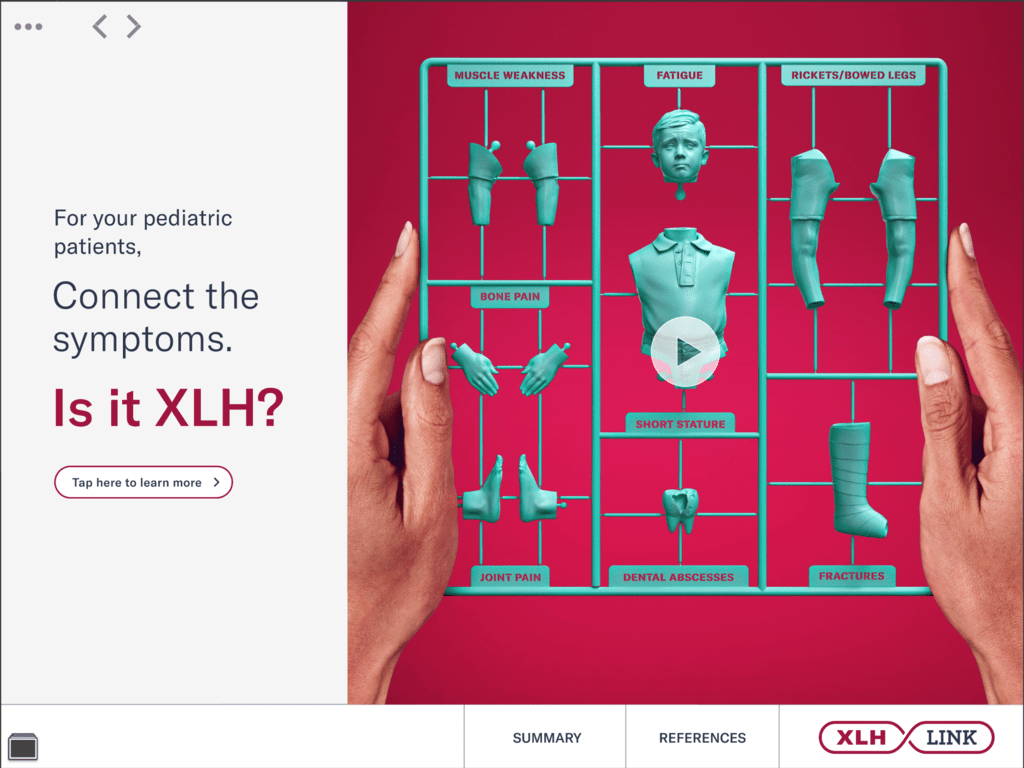 For your pediatric
patients,
Connect the
symptoms.
Is it XLH?
Tap here to learn more
MUSCLE WEAKNESS
FATIGUE
RICKETS/BOWED LEGS
BONE PAIN
SHORT STATURE
JOINT PAIN
DENTAL ABSCESSES
FRACTURES
SUMMARY
REFERENCES
XLH LINK